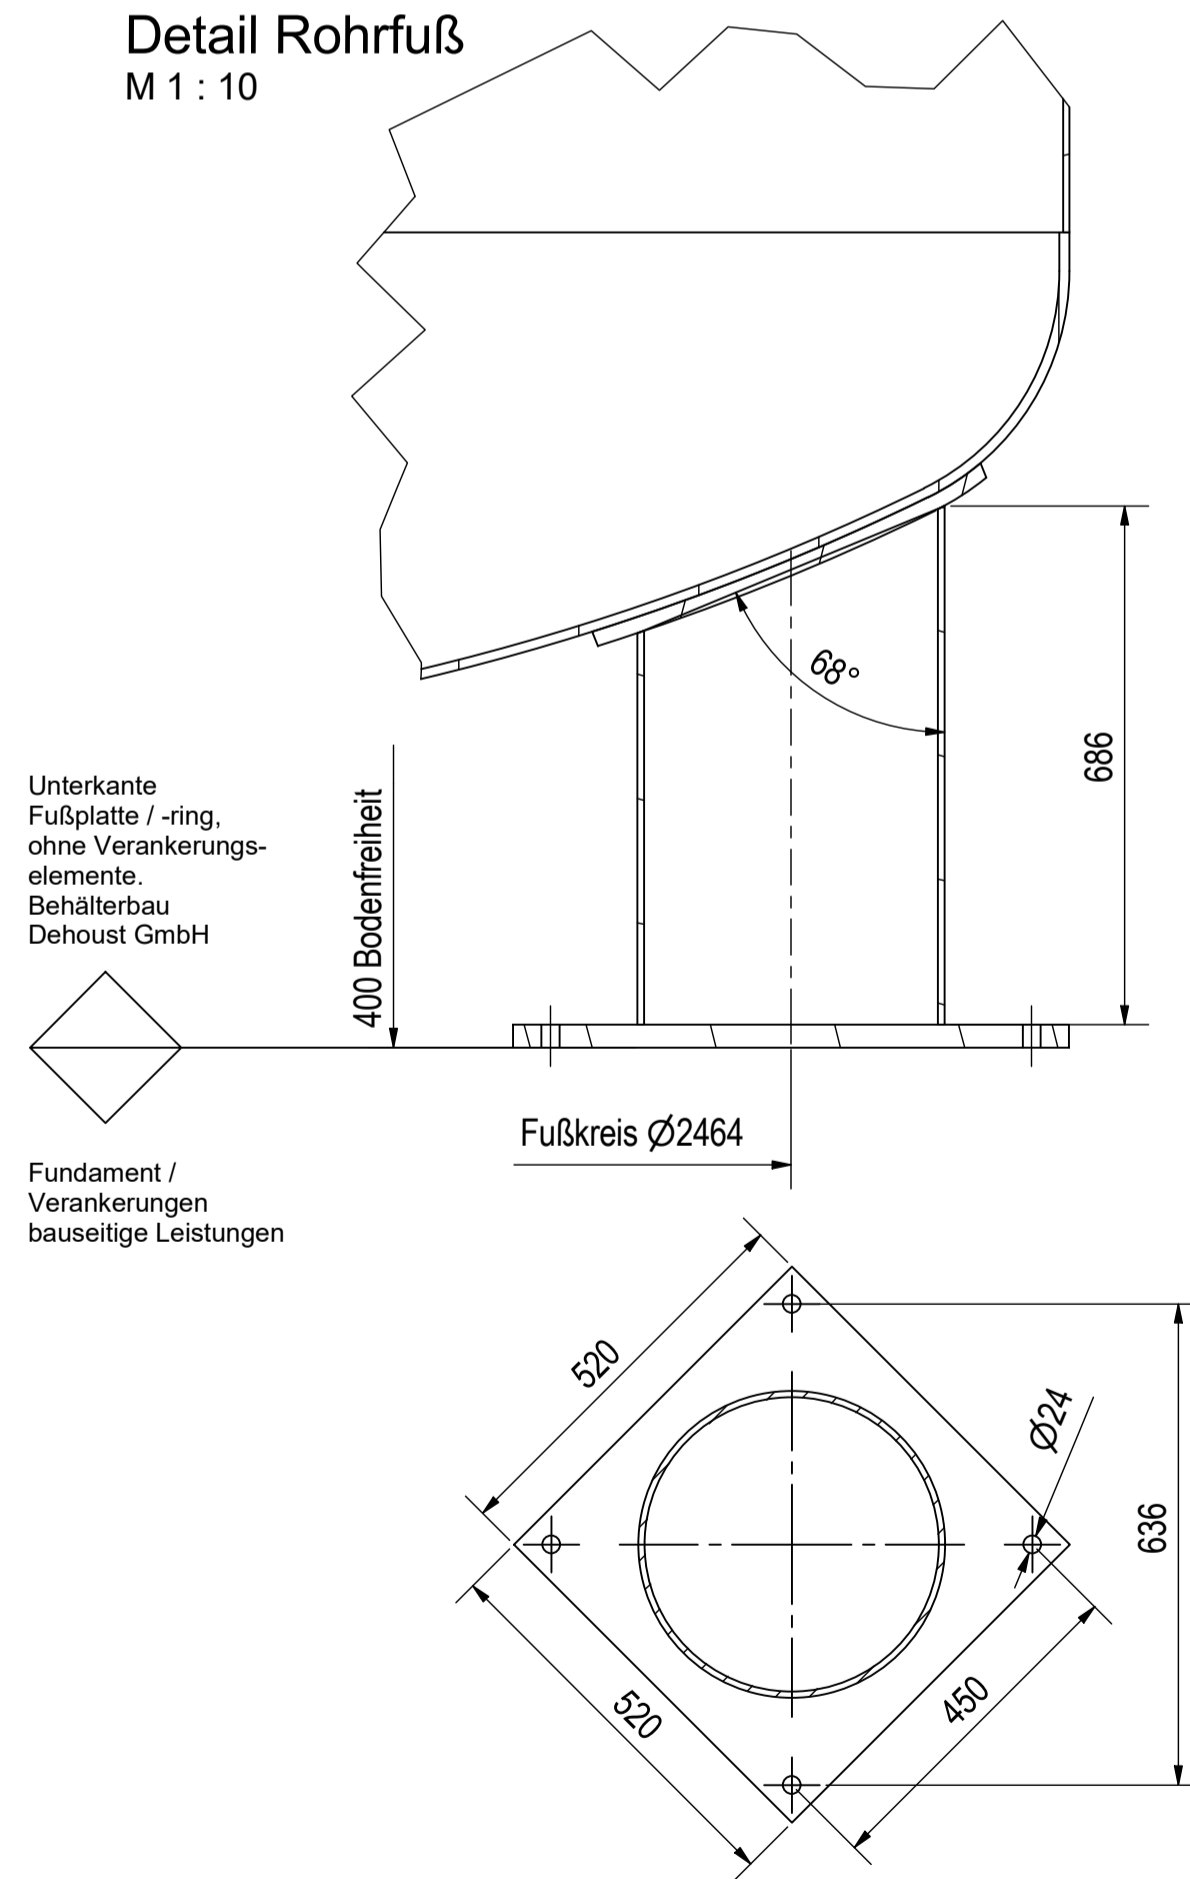 Detail Rohrfuß
M 1 : 10
68°
686
Unterkante
Fußplatte / -ring,
ohne Verankerungs-
elemente.
Behälterbau
Dehoust GmbH
400 Bodenfreiheit
Fußkreis Ø2464
Fundament /
Verankerungen
bauseitige Leistungen
520
Ø24
636
520
450